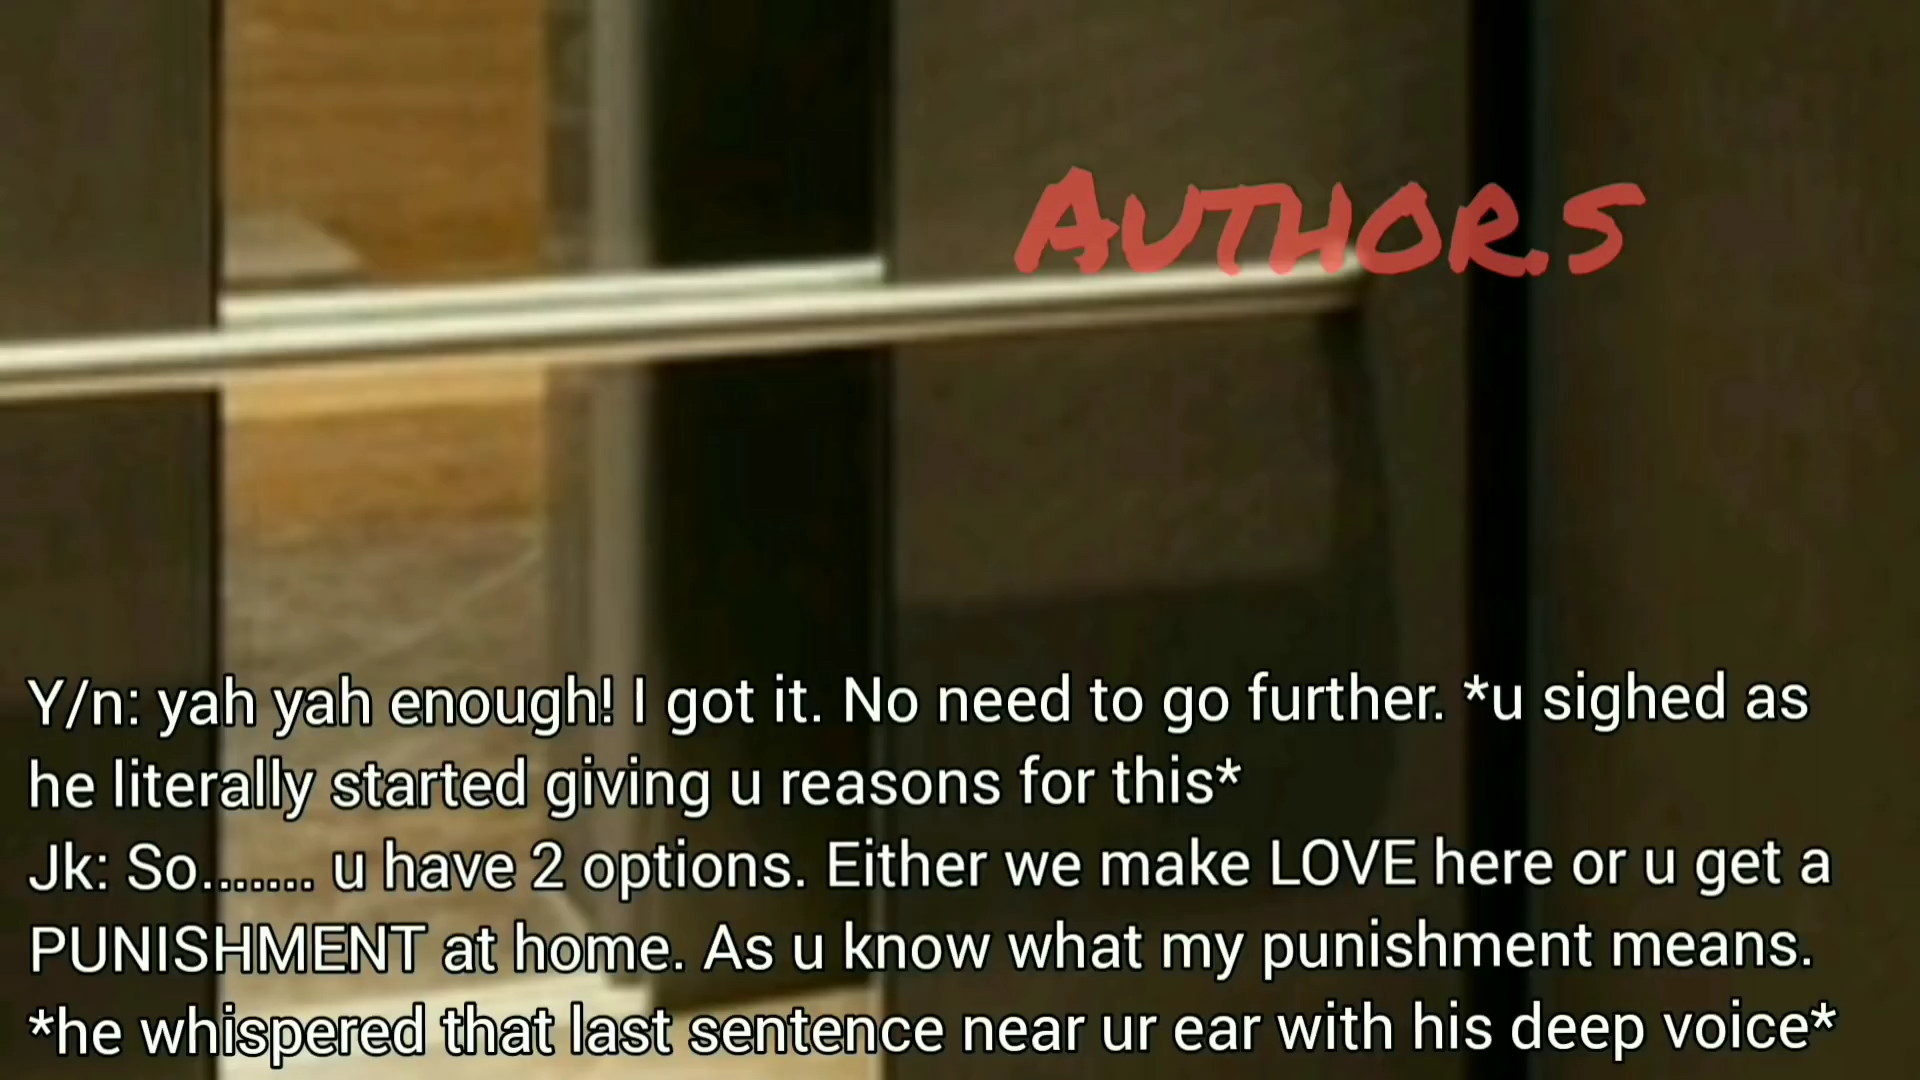 AUTHOR.S
Y/n: yah yah enough! I got it. No need to go further. *u sighed as
he literally started giving u reasons for this*
Jk: So....... u have 2 options. Either we make LOVE here or u get a
PUNISHMENT at home. As u know what my punishment means.
*he whispered that last sentence near ur ear with his deep voice*